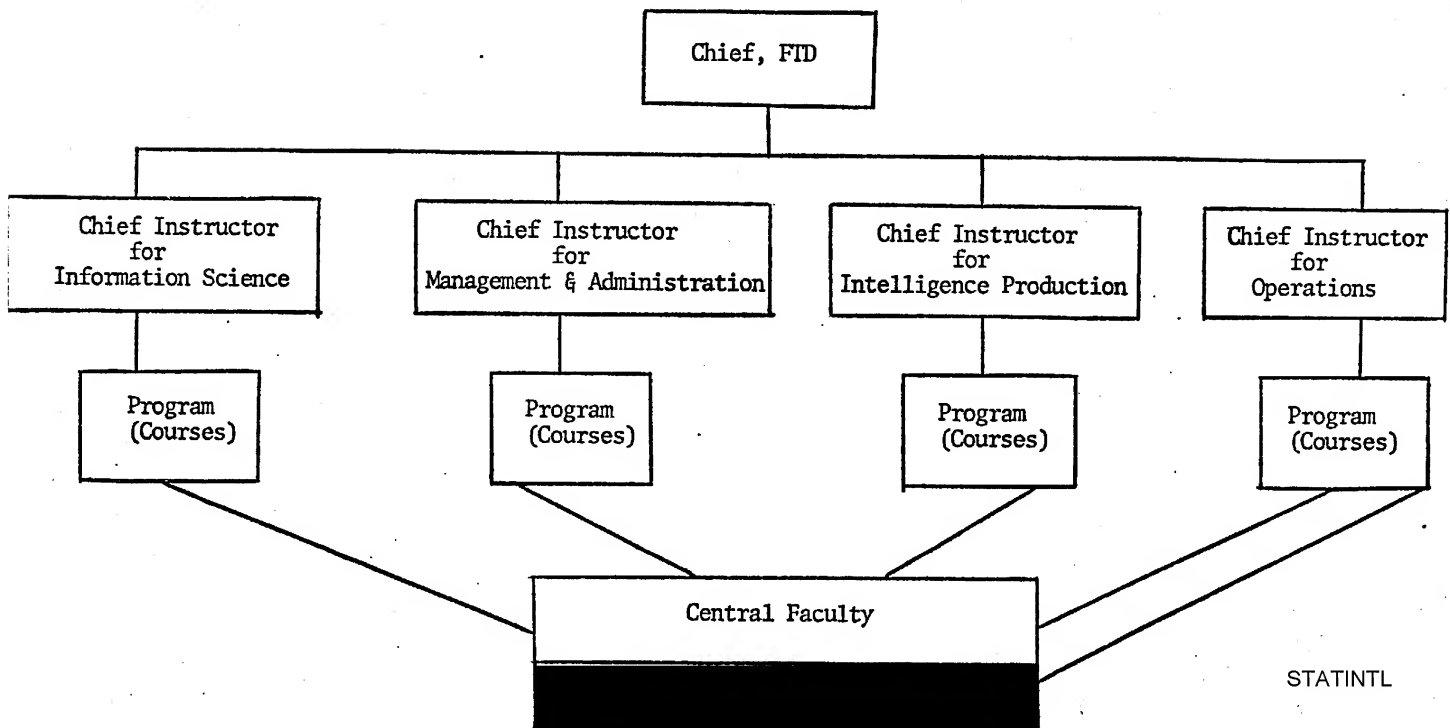 Chief, FTD
Chief Instructor
for
Information Science
Chief Instructor
for
Management & Administration
Chief Instructor
for
Intelligence Production
Chief Instructor
for
Operations
Program
(Courses)
Program
(Courses)
Program
(Courses)
Program
(Courses)
Central Faculty
STATINTL